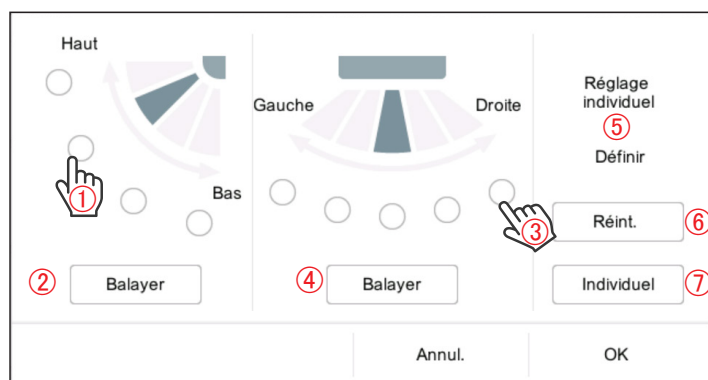 Haut
Gauche
Droite
Réglage
individuel
⑤
Définir
①
Bas
③
Réint.
⑥
②
Balayer
④
Balayer
Individuel
⑦
Annul.
OK